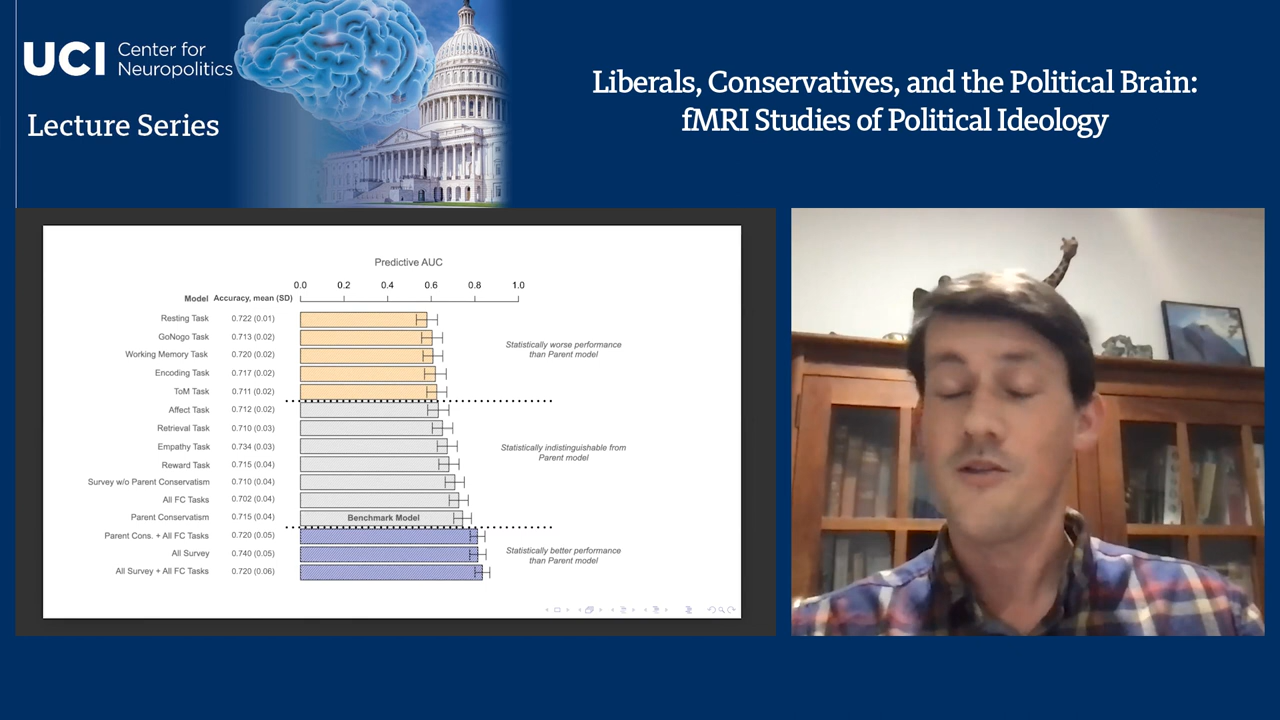 UCI Center for
Neuropolitics
Lecture Series
Liberals, Conservatives, and the Political Brain:
fMRI Studies of Political Ideology
Predictive AUC
0.0 0.2 0.4 0.6 0.8 1.0
Model Accuracy, mean (SD)
Resting Task 0.722 (0.01)
GoNogo Task 0.713 (0.02)
Working Memory Task 0.720 (0.02)
Encoding Task 0.717 (0.02)
ToM Task 0.711 (0.02)
Statistically worse performance
than Parent model
Affect Task 0.712 (0.02)
Retrieval Task 0.710 (0.03)
Empathy Task 0.734 (0.03)
Reward Task 0.715 (0.04)
Survey w/o Parent Conservatism 0.710 (0.04)
All FC Tasks 0.702 (0.04)
Parent Conservatism 0.715 (0.04) Benchmark Model
Statistically indistinguishable from
Parent model
Parent Cons. + All FC Tasks 0.720 (0.05)
All Survey 0.740 (0.05)
All Survey + All FC Tasks 0.720 (0.06)
Statistically better performance
than Parent model